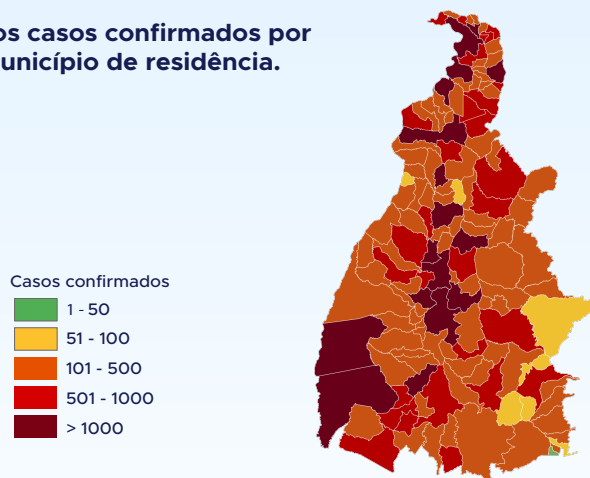 os casos confirmados por
unicípio de residência.
Casos confirmados
1 - 50
51 - 100
101 - 500
501 - 1000
> 1000